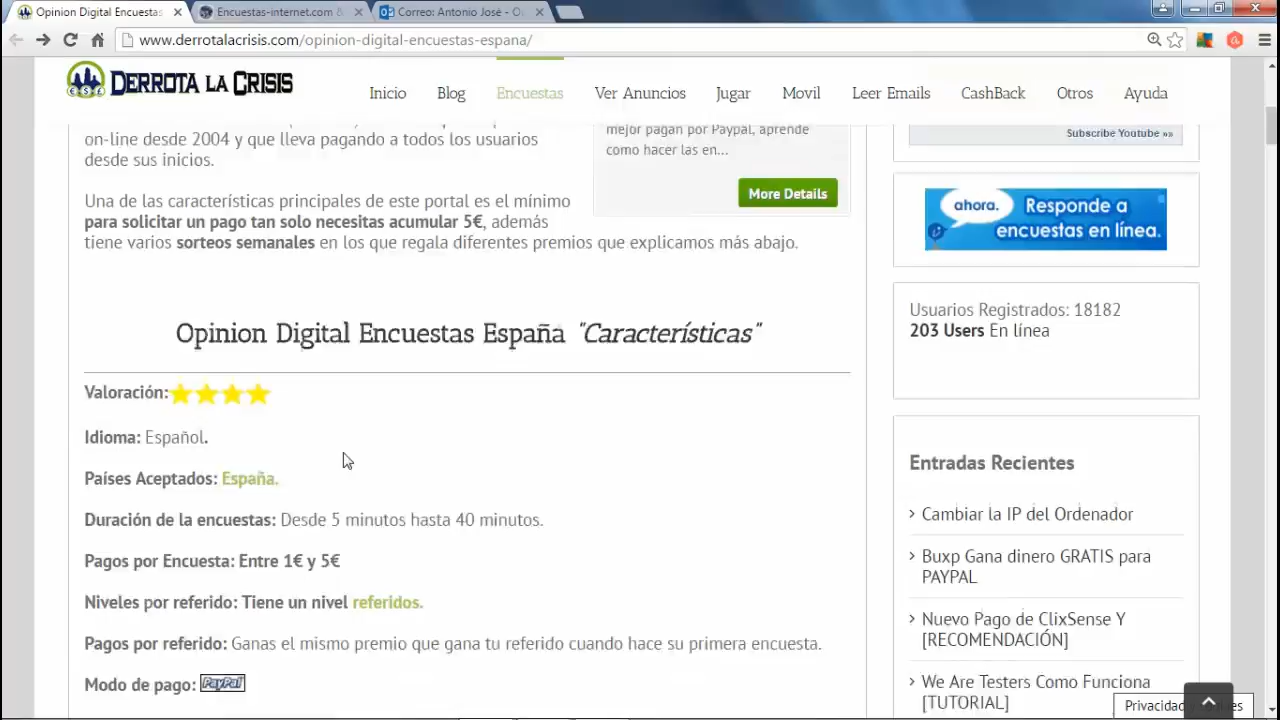 Opinion Digital Encuestas
Encuestas-internet.com &
Correo: Antonio José - O
www.derrotalacrisis.com/opinion-digital-encuestas-espana/
DERROTA LA CRISIS
Inicio
Blog
Encuestas
Ver Anuncios
Jugar
Movil
Leer Emails
CashBack
Otros
Ayuda
on-line desde 2004 y que lleva pagando a todos los usuarios
desde sus inicios.
mejor pagan por Paypal, aprende
como hacer las en...
More Details
Una de las características principales de este portal es el mínimo
para solicitar un pago tan solo necesitas acumular 5€, además
tiene varios sorteos semanales en los que regala diferentes premios que explicamos más abajo.
Opinion Digital Encuestas España "Características"
Valoración:
Idioma: Español.
Países Aceptados: España.
Duración de la encuestas: Desde 5 minutos hasta 40 minutos.
Pagos por Encuesta: Entre 1€ y 5€
Niveles por referido: Tiene un nivel referidos.
Pagos por referido: Ganas el mismo premio que gana tu referido cuando hace su primera encuesta.
Modo de pago: PayPal
Subscribe Youtube »»
ahora. Responde a
encuestas en línea.
Usuarios Registrados: 18182
203 Users En línea
Entradas Recientes
Cambiar la IP del Ordenador
Buxp Gana dinero GRATIS para
PAYPAL
Nuevo Pago de ClixSense Y
[RECOMENDACIÓN]
We Are Testers Como Funciona
[TUTORIAL]
Privacidad y Cookies